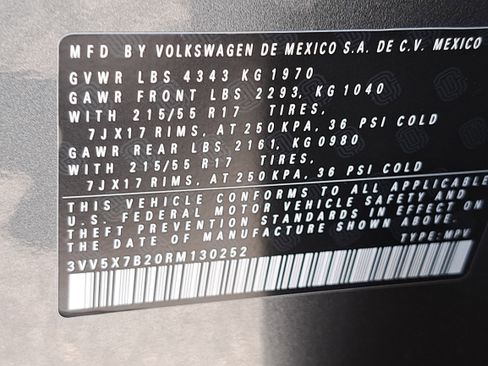 MFD BY VOLKSWAGEN DE MEXICO S.A. DE C.V. MEXICO
GVWR LBS 4343 KG 1970
GAWR FRONT LBS 2293, KG 1040
WITH 215/55 R17 TIRES,
7JX17 RIMS, AT 250 KPA, 36 PSI COLD
GAWR REAR LBS 2161, KG 0980
WITH 215/55 R17 TIRES,
7JX17 RIMS, AT 250 KPA, 36 PSI COLD
THIS VEHICLE CONFORMS TO ALL APPLICABLE
U.S. FEDERAL MOTOR VEHICLE SAFETY AND
THEFT PREVENTION STANDARDS IN EFFECT ON
THE DATE OF MANUFACTURE SHOWN ABOVE.
3VV5X7B20RM130252 TYPE: MPV